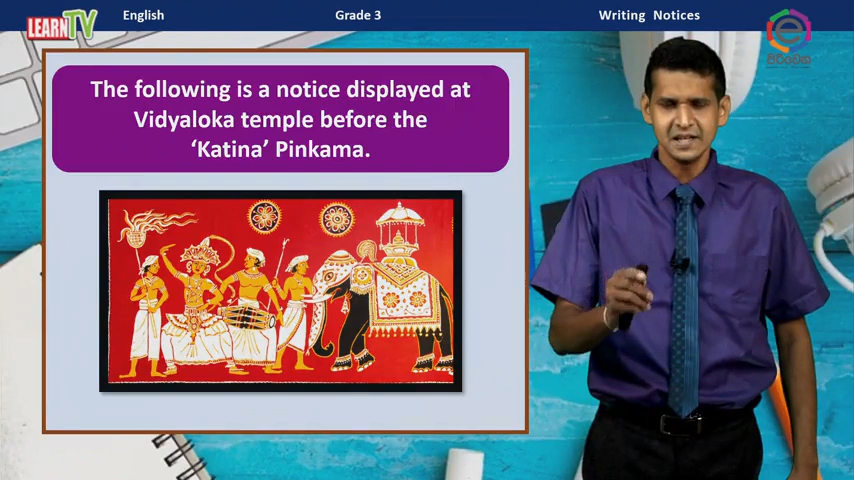 LEARN TV
English
Grade 3
Writing Notices
The following is a notice displayed at
Vidyaloka temple before the
‘Katina’ Pinkama.